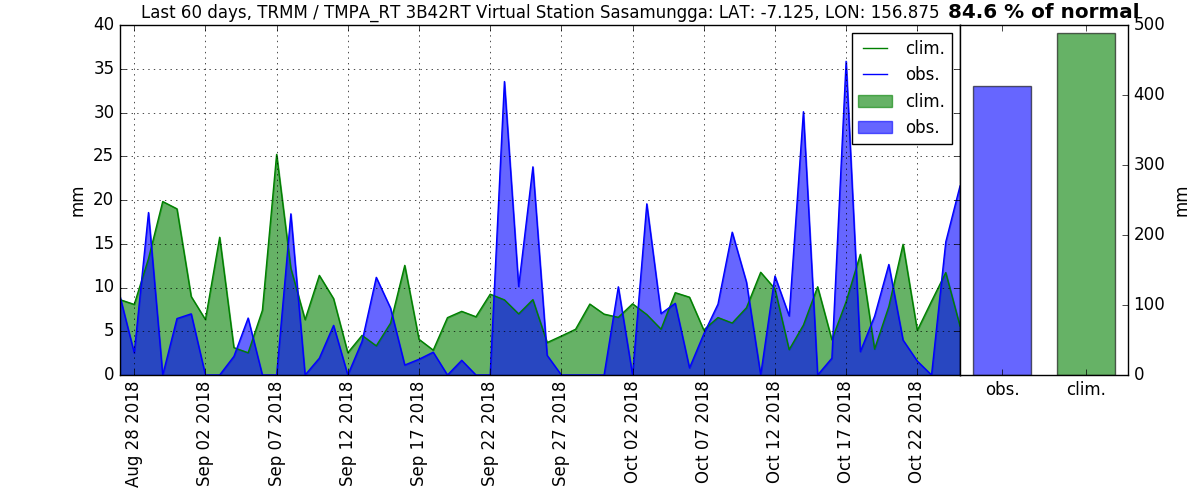 Last 60 days, TRMM / TMPA_RT 3B42RT Virtual Station Sasamungga: LAT: -7.125, LON: 156.875
84.6 % of normal
40
35
30
25
20
15
10
5
0
mm
clim.
obs.
clim.
obs.
500
400
300
200
100
0
mm
Aug 28 2018
Sep 02 2018
Sep 07 2018
Sep 12 2018
Sep 17 2018
Sep 22 2018
Sep 27 2018
Oct 02 2018
Oct 07 2018
Oct 12 2018
Oct 17 2018
Oct 22 2018
obs.
clim.